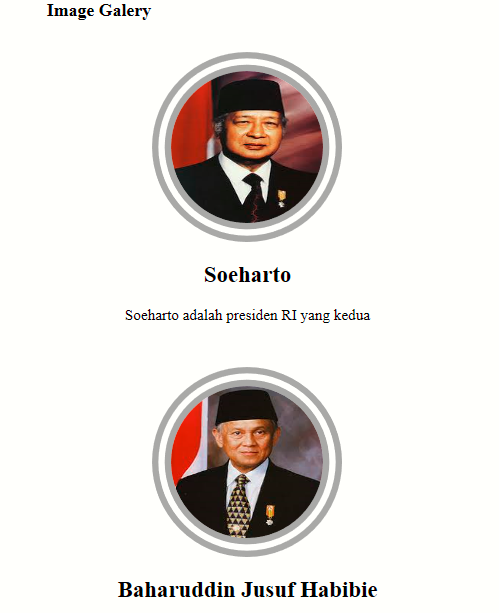 Image Galery
Soeharto
Soeharto adalah presiden RI yang kedua
Baharuddin Jusuf Habibie